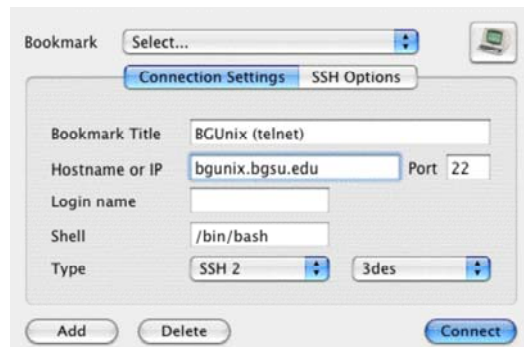 Bookmark Select...
Connection Settings SSH Options
Bookmark Title BGUnix (telnet)
Hostname or IP bgunix.bgsu.edu Port 22
Login name
Shell /bin/bash
Type SSH 2 3des
Add Delete Connect